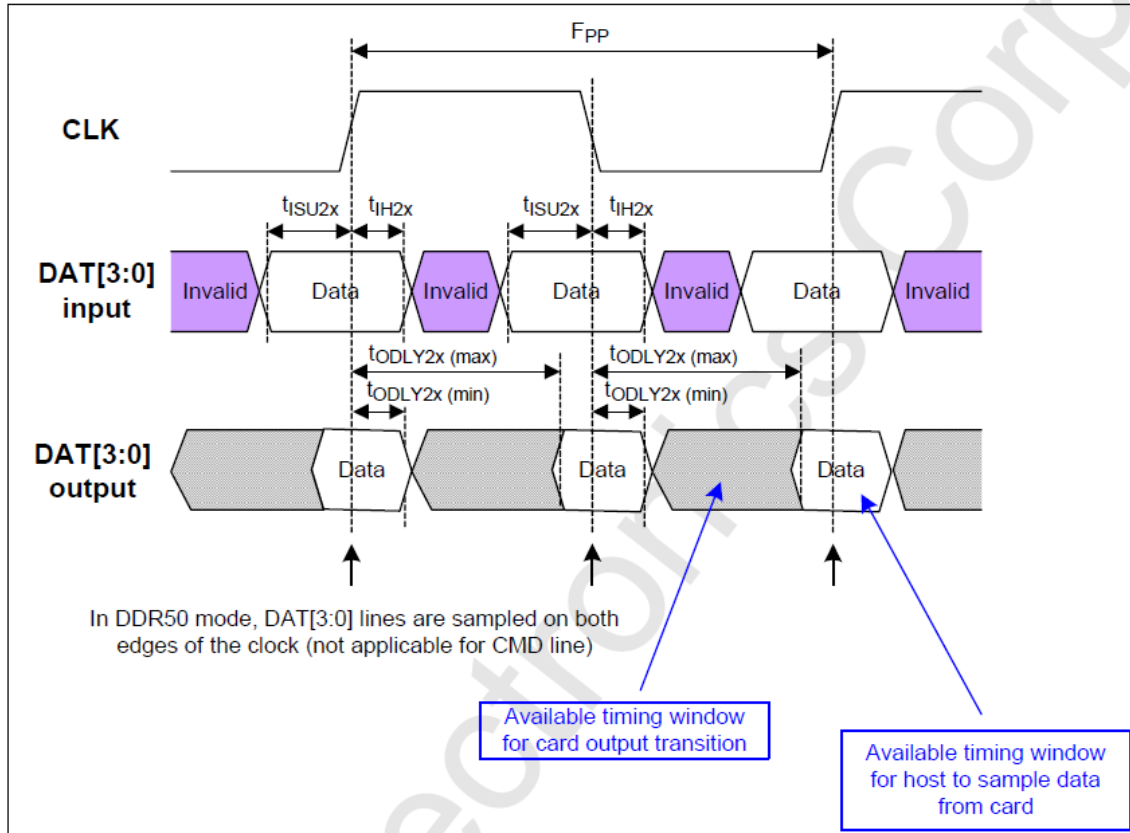 FPP
CLK
tISU2x tIH2x tISU2x tIH2x
DAT[3:0]
input
Invalid Data Invalid Data Invalid Data Invalid
tODLY2x (max) tODLY2x (max)
tODLY2x (min) tODLY2x (min)
DAT[3:0]
output
Data Data Data
In DDR50 mode, DAT[3:0] lines are sampled on both
edges of the clock (not applicable for CMD line)
Available timing window
for card output transition
Available timing window
for host to sample data
from card
ectronics Corp